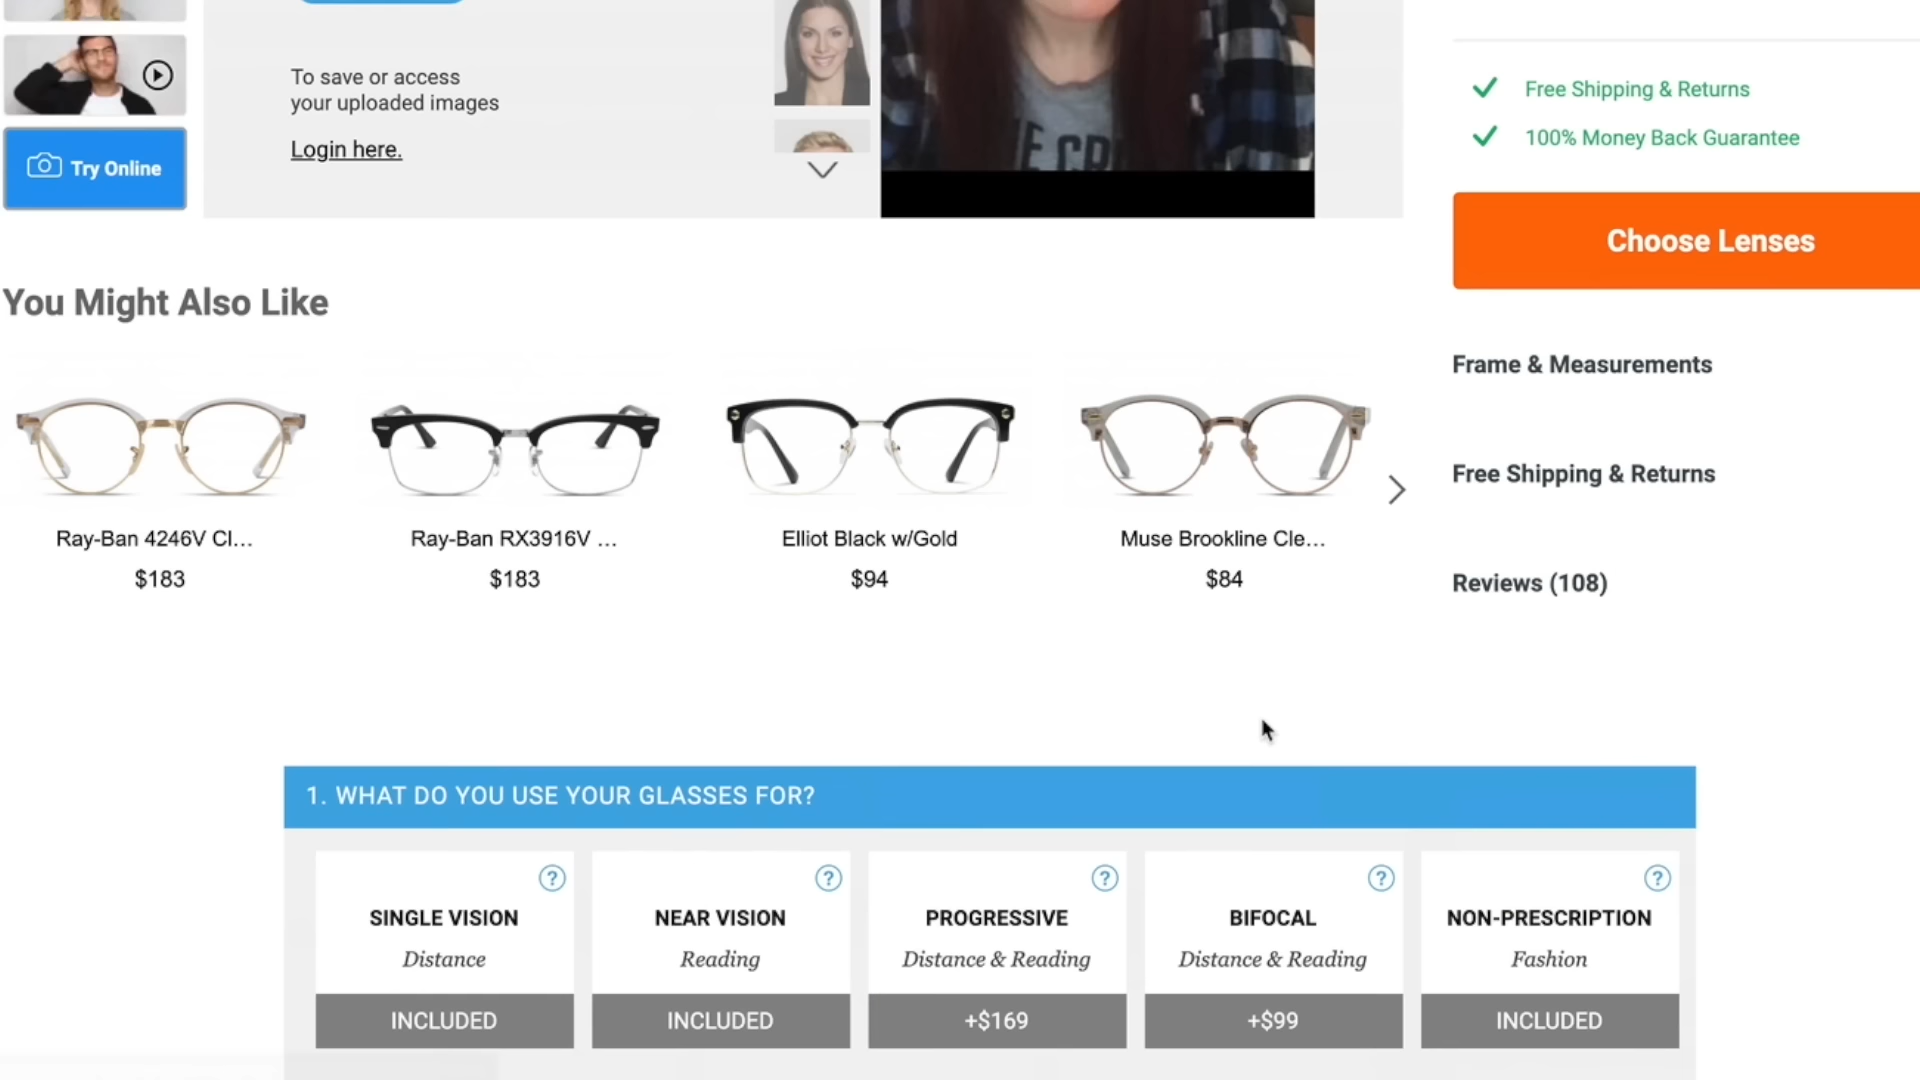 To save or access
your uploaded images
Login here.
Try Online
Free Shipping & Returns
100% Money Back Guarantee
Choose Lenses
You Might Also Like
Ray-Ban 4246V Cl...
$183
Ray-Ban RX3916V ...
$183
Elliot Black w/Gold
$94
Muse Brookline Cle...
$84
Frame & Measurements
Free Shipping & Returns
Reviews (108)
1. WHAT DO YOU USE YOUR GLASSES FOR?
SINGLE VISION
Distance
INCLUDED
NEAR VISION
Reading
INCLUDED
PROGRESSIVE
Distance & Reading
+$169
BIFOCAL
Distance & Reading
+$99
NON-PRESCRIPTION
Fashion
INCLUDED